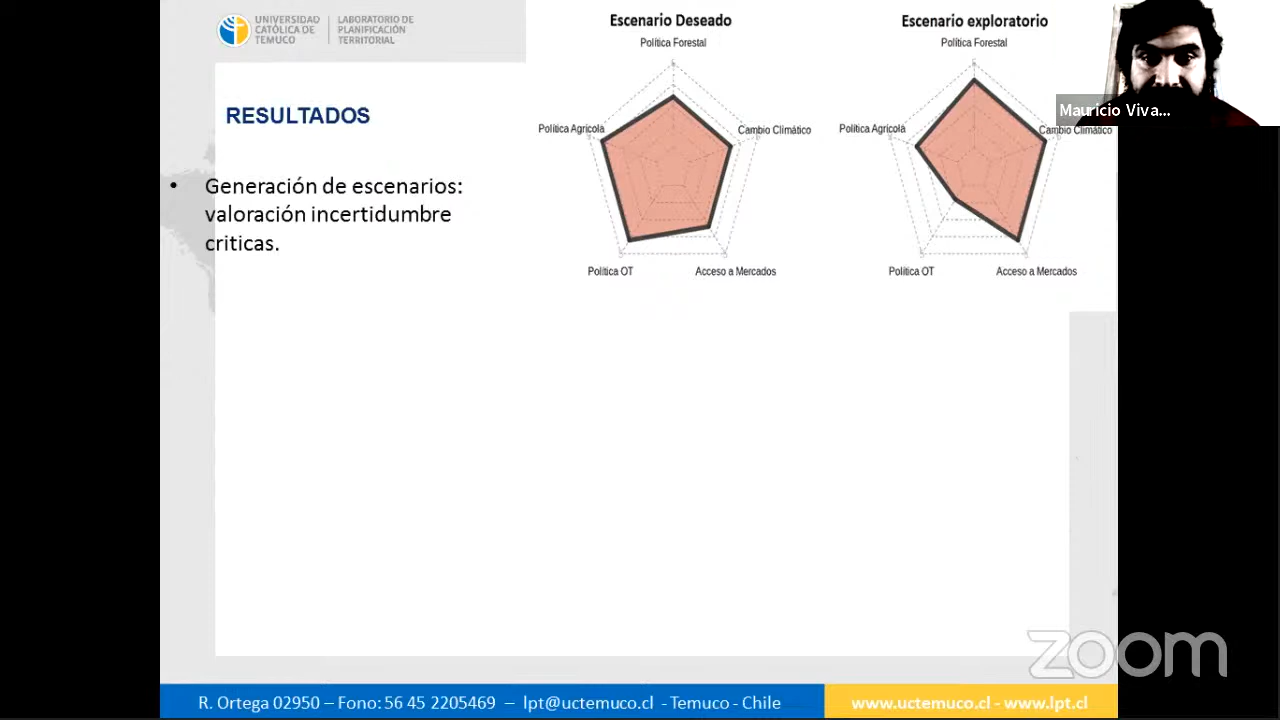 UNIVERSIDAD
CATÓLICA DE
TEMUCO
LABORATORIO DE
PLANIFICACIÓN
TERRITORIAL
RESULTADOS
• Generación de escenarios:
valoración incertidumbre
criticas.
Escenario Deseado
Política Forestal
Política Agrícola
Cambio Climático
Política OT
Acceso a Mercados
Escenario exploratorio
Política Forestal
Política Agrícola
Cambio Climático
Política OT
Acceso a Mercados
Mauricio Viva...
zoom
R. Ortega 02950 – Fono: 56 45 2205469 – lpt@uctemuco.cl - Temuco - Chile
www.uctemuco.cl - www.lpt.cl